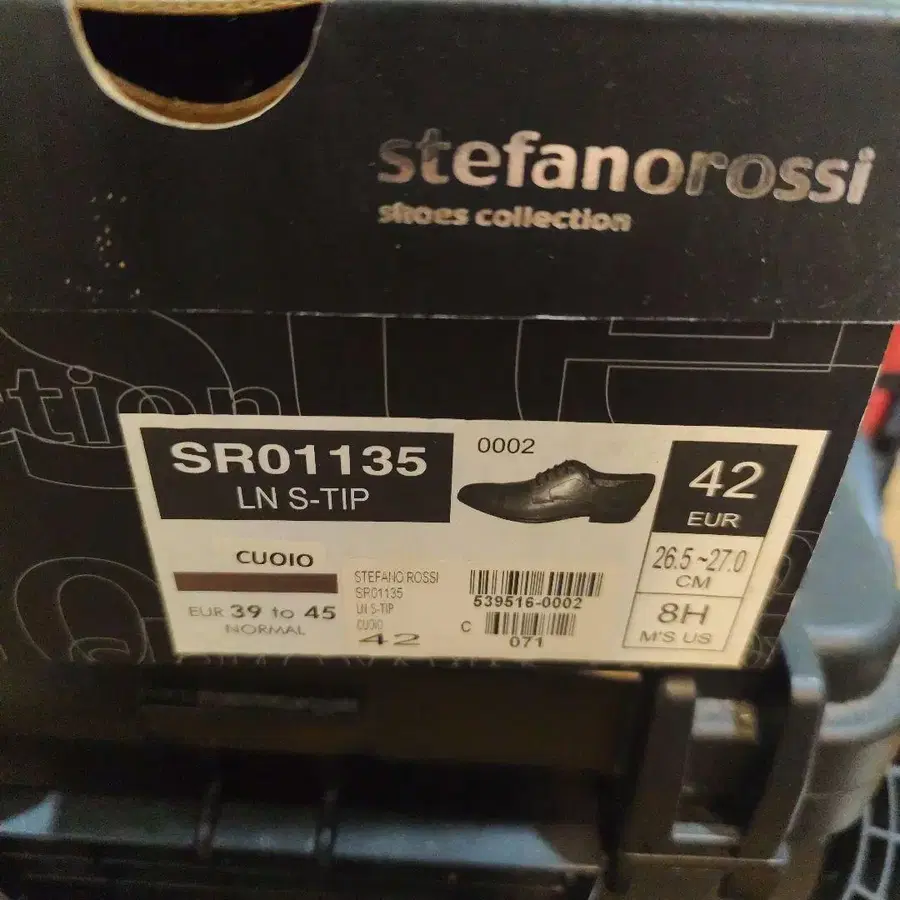 stefanorossi
shoes collection
ction
SR01135
LN S-TIP
0002
42
EUR
26.5~27.0
CM
8H
M'S US
CUOIO
EUR 39 to 45
NORMAL
STEFANO ROSSI
SR01135
LN S-TIP
CUOIO
42
539516-0002
C
071